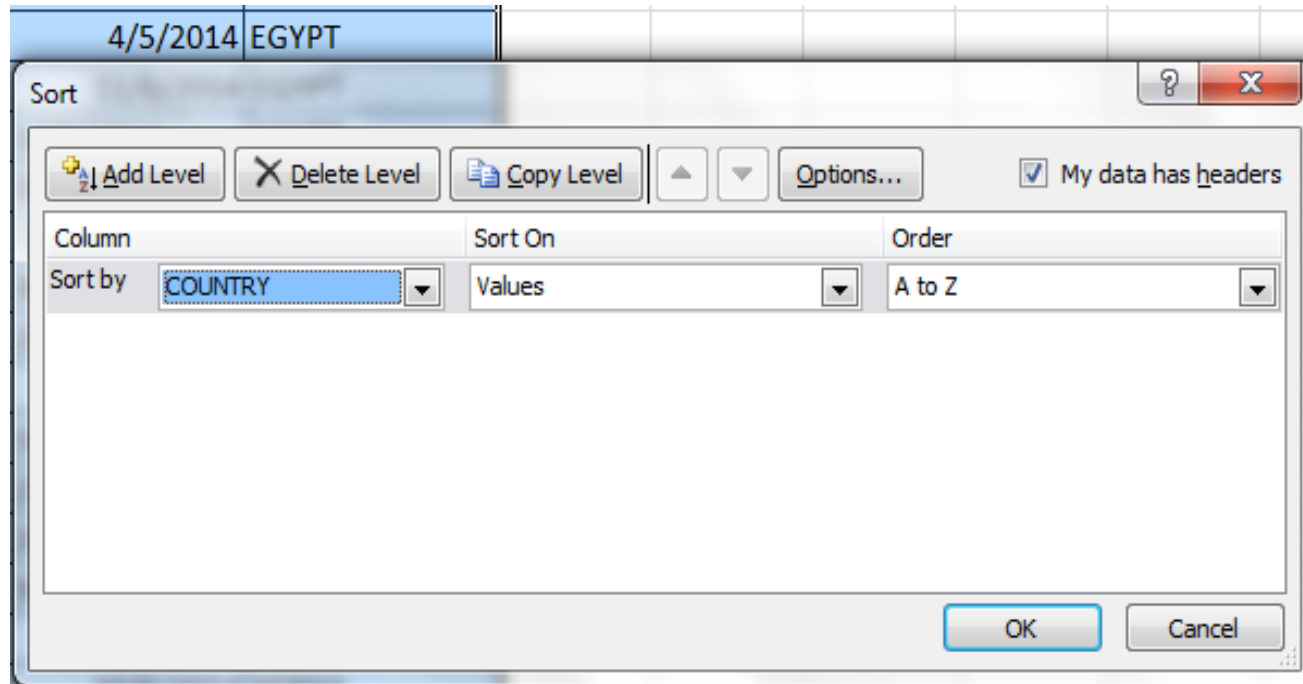 4/5/2014 EGYPT
Sort
Add Level Delete Level Copy Level Options... My data has headers
Column Sort On Order
Sort by COUNTRY Values A to Z
OK Cancel